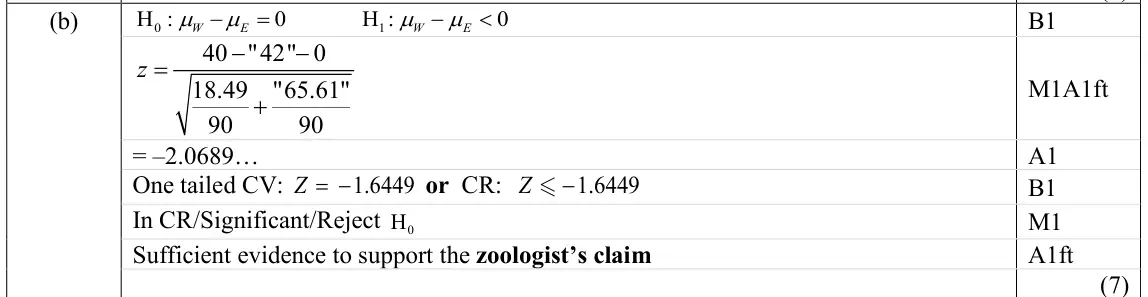 (b) H₀ : μ_W − μ_E = 0 H₁ : μ_W − μ_E < 0 B1
z = (40 − "42" − 0) / √(18.49/90 + "65.61"/90) M1A1ft
= –2.0689… A1
One tailed CV: Z = −1.6449 or CR: Z ⩽ −1.6449 B1
In CR/Significant/Reject H₀ M1
Sufficient evidence to support the zoologist’s claim A1ft
(7)